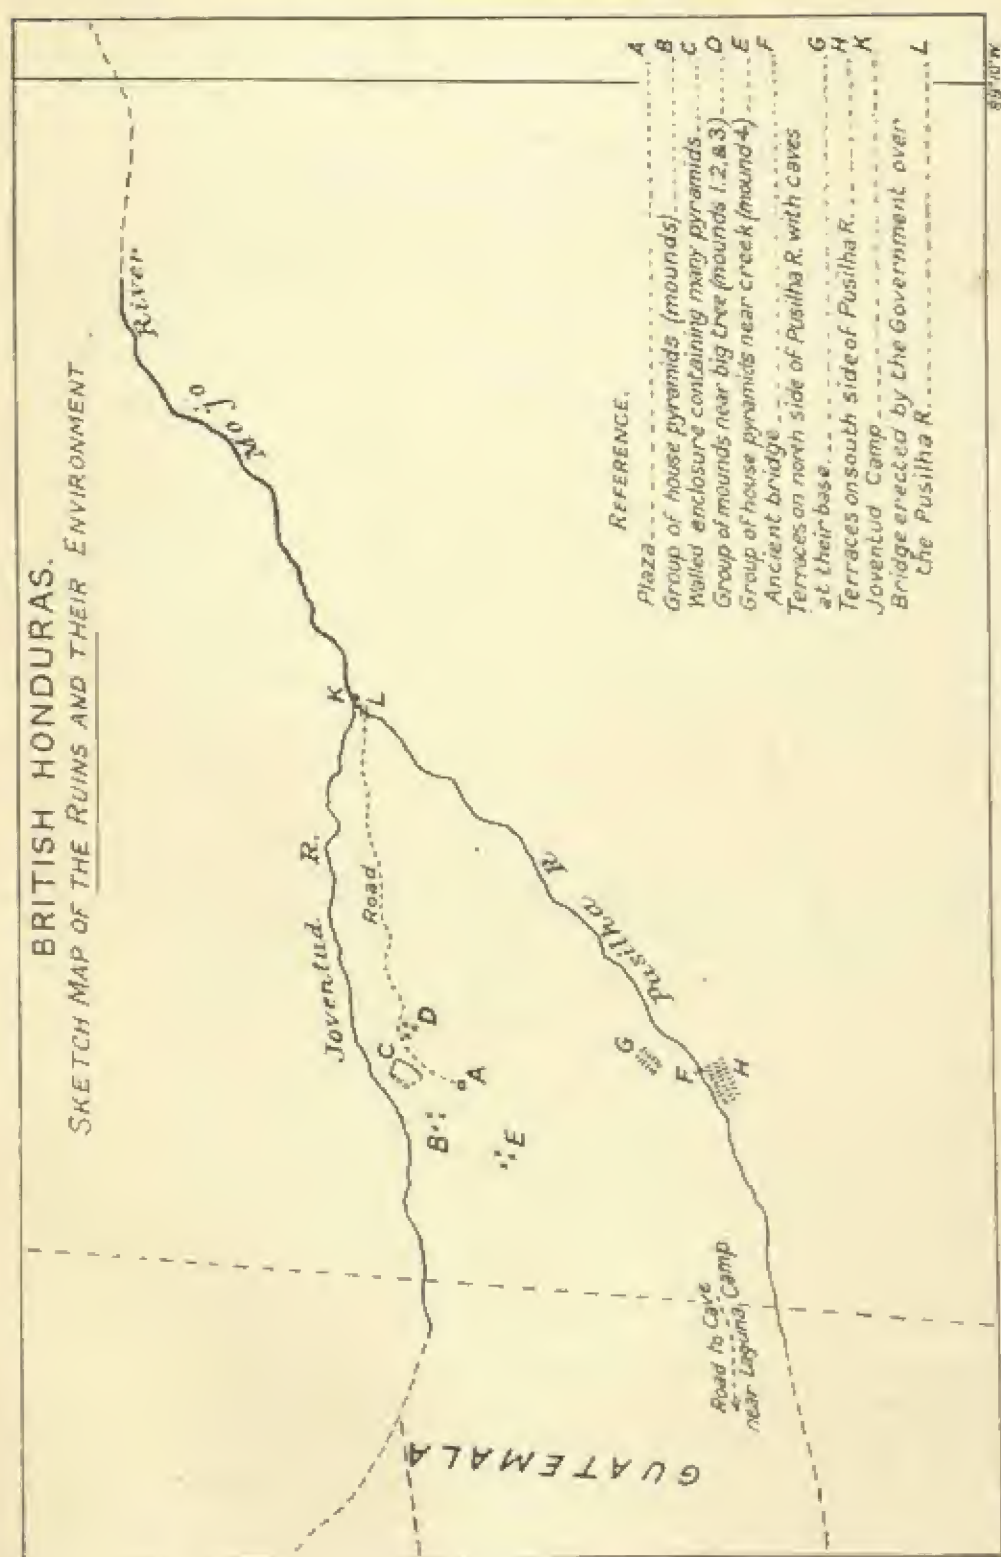 BRITISH HONDURAS.
SKETCH MAP OF THE RUINS AND THEIR ENVIRONMENT
River
Mojo
K
L
Joventud. R.
Road
C
D
A
B
E
Pusilha R
G
F
H
Road to Cave
near Laguna Camp
GUATEMALA
REFERENCE.
Plaza A
Group of house pyramids (mounds) B
Walled enclosure containing many pyramids C
Group of mounds near big tree (mounds 1.2.&3) D
Group of house pyramids near creek (mound 4) E
Ancient bridge F
Terraces on north side of Pusilha R. with caves
at their base. G
Terraces on south side of Pusilha R. H
Joventud Camp K
Bridge erected by the Government over
the Pusilha R. L
89°10'W